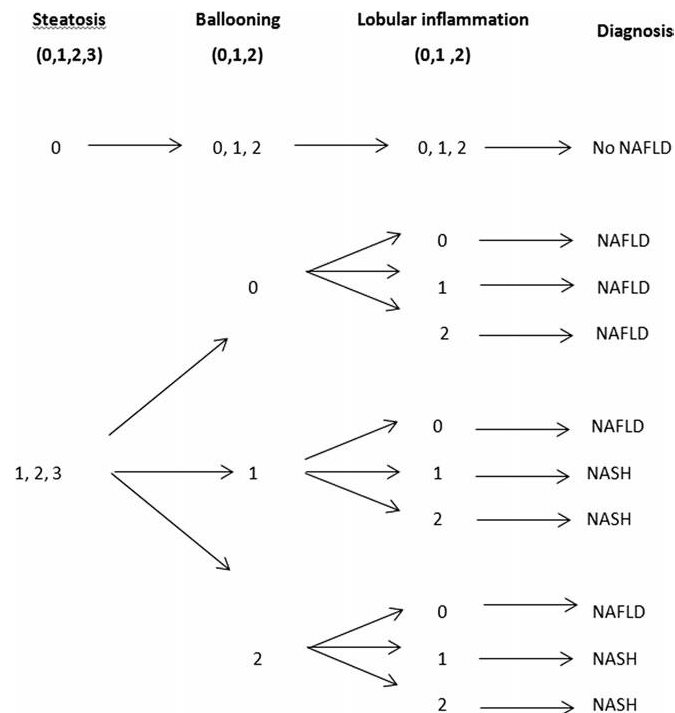 Steatosis Ballooning Lobular inflammation Diagnosis
(0,1,2,3) (0,1,2) (0,1 ,2)
0 0, 1, 2 0, 1, 2 No NAFLD
0 NAFLD
0 1 NAFLD
2 NAFLD
0 NAFLD
1, 2, 3 1 1 NASH
2 NASH
0 NAFLD
2 1 NASH
2 NASH